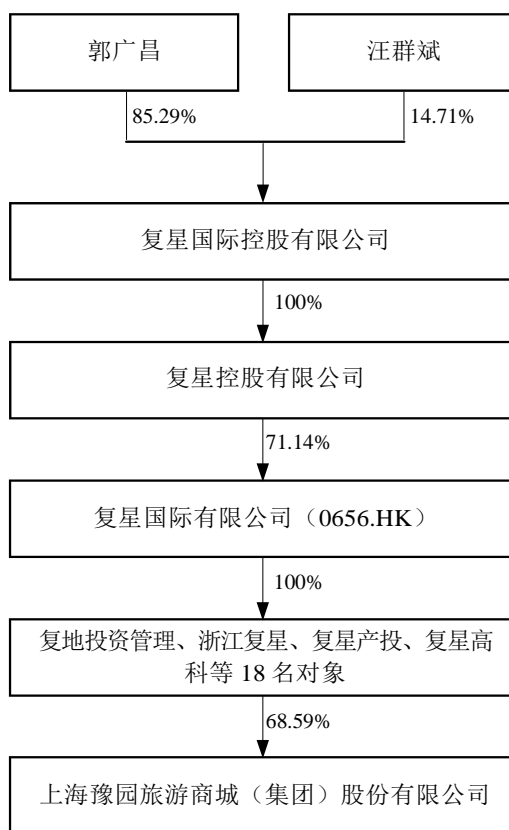 郭广昌
汪群斌
85.29%
14.71%
复星国际控股有限公司
100%
复星控股有限公司
71.14%
复星国际有限公司（0656.HK）
100%
复地投资管理、浙江复星、复星产投、复星高
科等 18 名对象
68.59%
上海豫园旅游商城（集团）股份有限公司